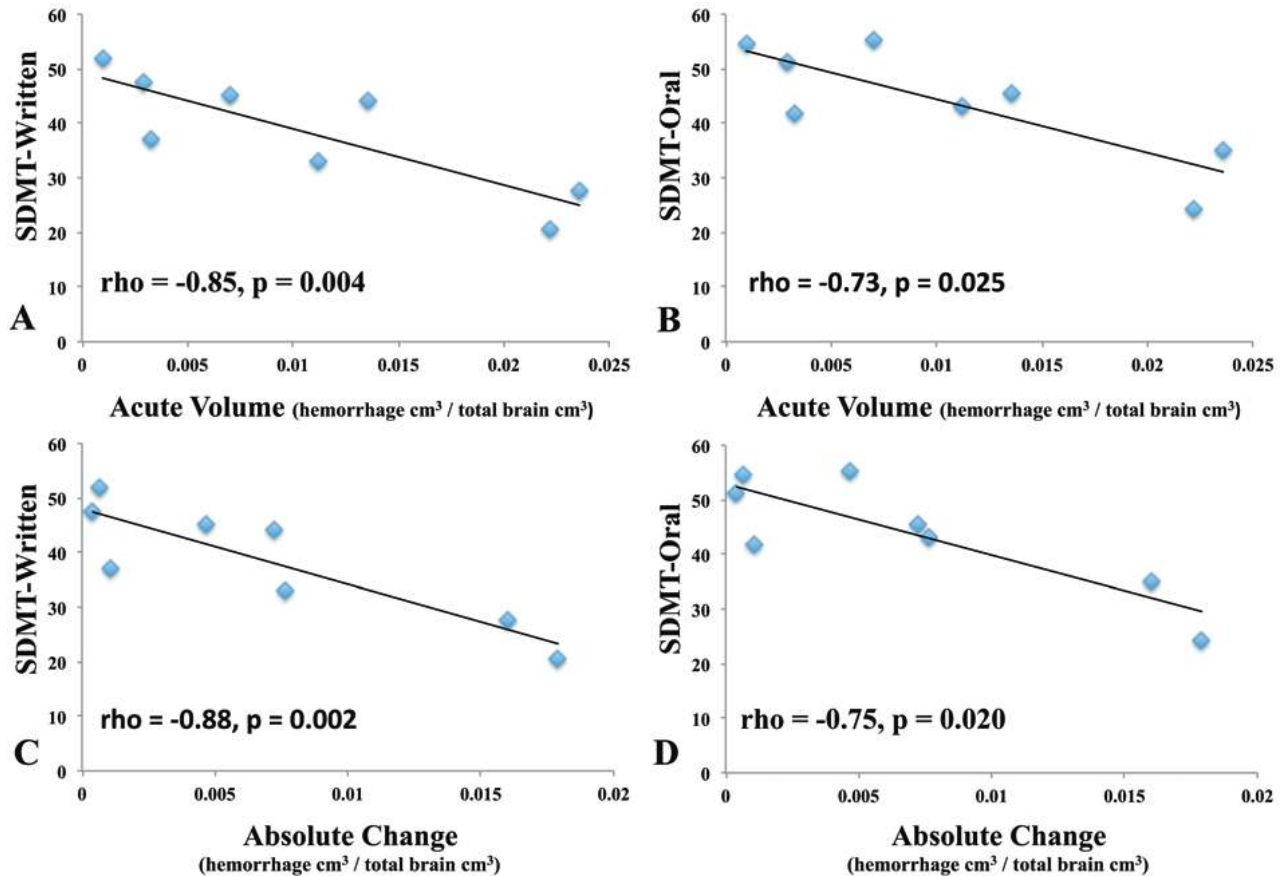 60
50
40
30
20
10
0
SDMT-Written
rho = -0.85, p = 0.004
A
0 0.005 0.01 0.015 0.02 0.025
Acute Volume (hemorrhage cm³ / total brain cm³)
60
50
40
30
20
10
0
SDMT-Oral
rho = -0.73, p = 0.025
B
0 0.005 0.01 0.015 0.02 0.025
Acute Volume (hemorrhage cm³ / total brain cm³)
60
50
40
30
20
10
0
SDMT-Written
rho = -0.88, p = 0.002
C
0 0.005 0.01 0.015 0.02
Absolute Change
(hemorrhage cm³ / total brain cm³)
60
50
40
30
20
10
0
SDMT-Oral
rho = -0.75, p = 0.020
D
0 0.005 0.01 0.015 0.02
Absolute Change
(hemorrhage cm³ / total brain cm³)